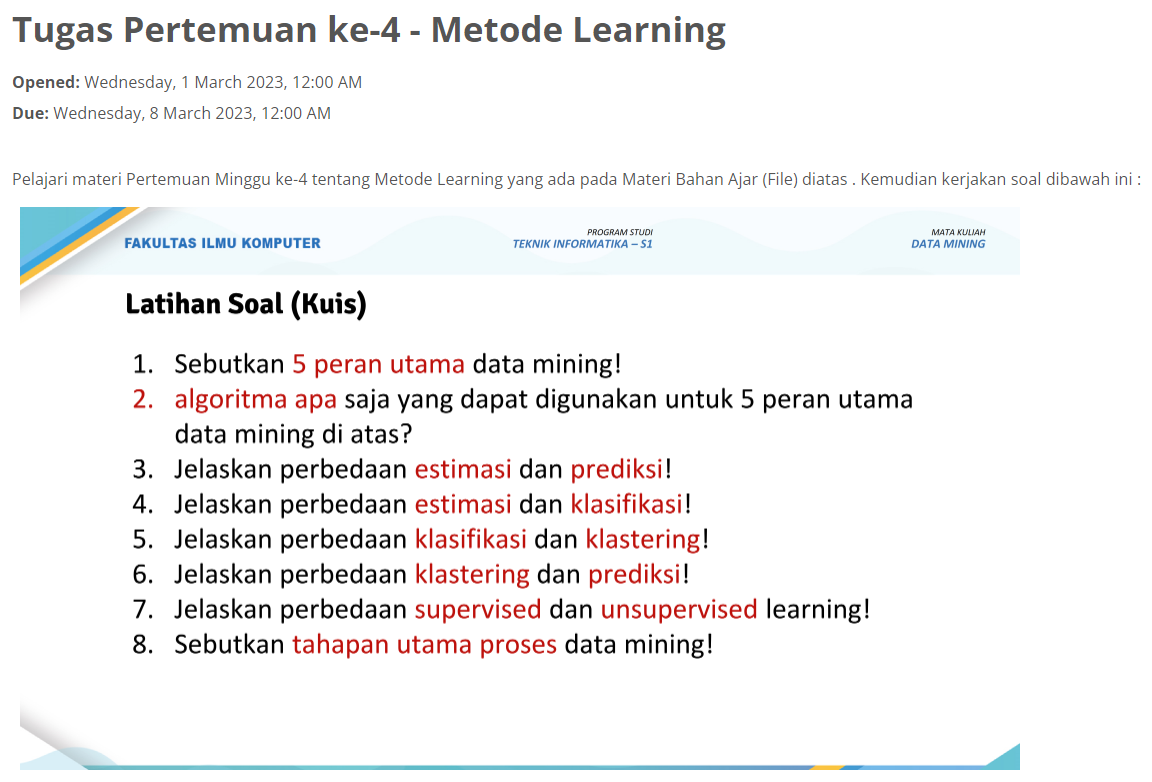 Tugas Pertemuan ke-4 - Metode Learning
Opened: Wednesday, 1 March 2023, 12:00 AM
Due: Wednesday, 8 March 2023, 12:00 AM
Pelajari materi Pertemuan Minggu ke-4 tentang Metode Learning yang ada pada Materi Bahan Ajar (File) diatas . Kemudian kerjakan soal dibawah ini :
FAKULTAS ILMU KOMPUTER
PROGRAM STUDI
TEKNIK INFORMATIKA – S1
MATA KULIAH
DATA MINING
Latihan Soal (Kuis)
1. Sebutkan 5 peran utama data mining!
2. algoritma apa saja yang dapat digunakan untuk 5 peran utama
data mining di atas?
3. Jelaskan perbedaan estimasi dan prediksi!
4. Jelaskan perbedaan estimasi dan klasifikasi!
5. Jelaskan perbedaan klasifikasi dan klastering!
6. Jelaskan perbedaan klastering dan prediksi!
7. Jelaskan perbedaan supervised dan unsupervised learning!
8. Sebutkan tahapan utama proses data mining!